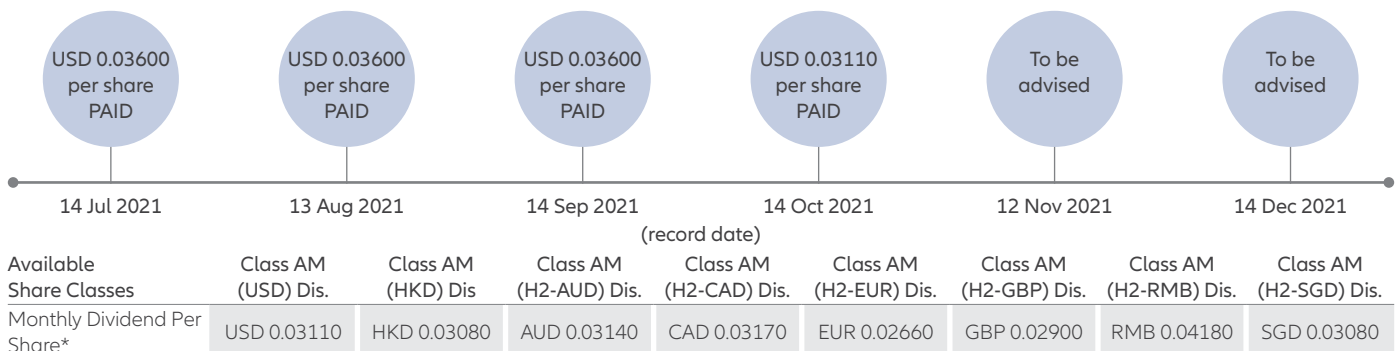 USD 0.03600
per share
PAID
USD 0.03600
per share
PAID
USD 0.03600
per share
PAID
USD 0.03110
per share
PAID
To be
advised
To be
advised
14 Jul 2021 13 Aug 2021 14 Sep 2021 14 Oct 2021 12 Nov 2021 14 Dec 2021
(record date)
Available Class AM Class AM Class AM Class AM Class AM Class AM Class AM Class AM
Share Classes (USD) Dis. (HKD) Dis (H2-AUD) Dis. (H2-CAD) Dis. (H2-EUR) Dis. (H2-GBP) Dis. (H2-RMB) Dis. (H2-SGD) Dis.
Monthly Dividend Per
Share* USD 0.03110 HKD 0.03080 AUD 0.03140 CAD 0.03170 EUR 0.02660 GBP 0.02900 RMB 0.04180 SGD 0.03080